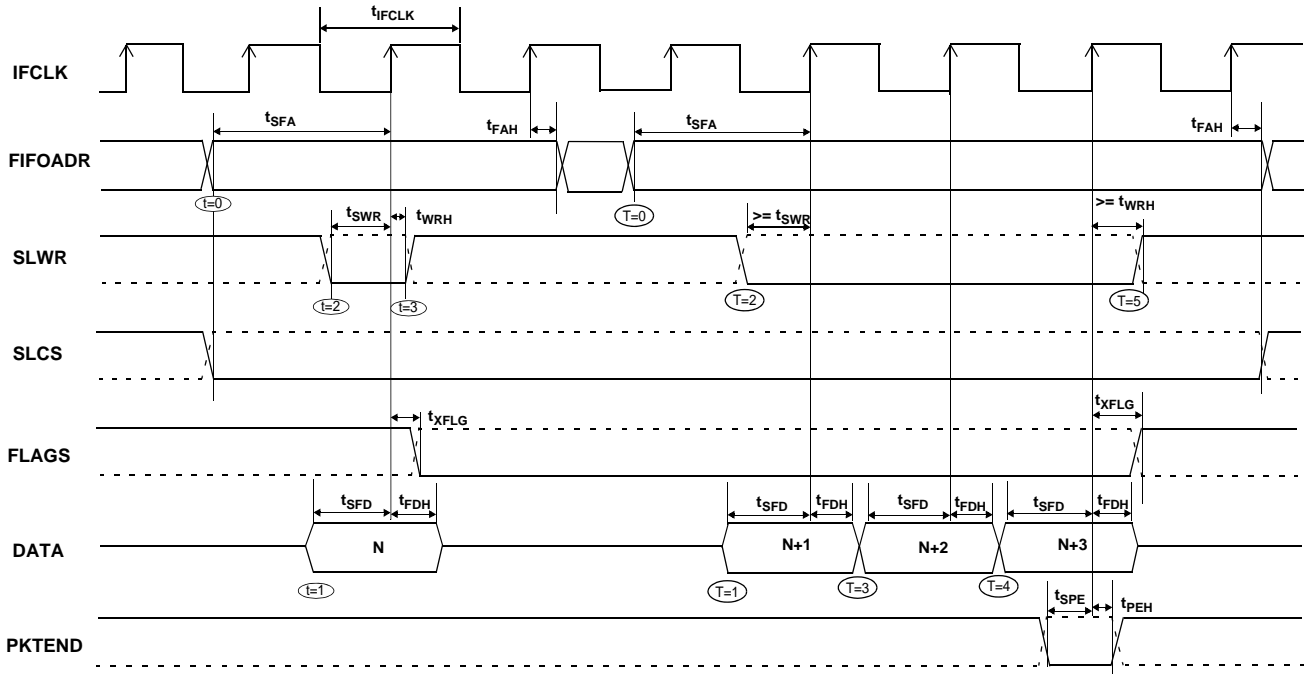 tIFCLK
IFCLK
tSFA
tFAH
tSFA
tFAH
FIFOADR
t=0
T=0
tSWR
tWRH
>= tSWR
>= tWRH
SLWR
t=2
t=3
T=2
T=5
SLCS
tXFLG
tXFLG
FLAGS
tSFD
tFDH
tSFD
tFDH
tSFD
tFDH
tSFD
tFDH
DATA
N
N+1
N+2
N+3
t=1
T=1
T=3
T=4
tSPE
tPEH
PKTEND